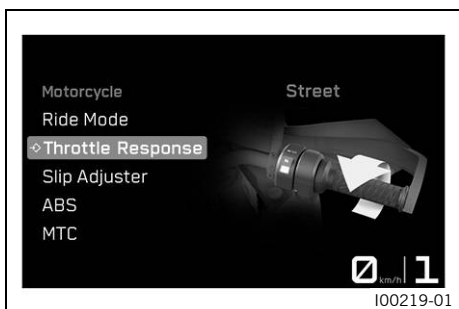 Motorcycle
Street
Ride Mode
Throttle Response
Slip Adjuster
ABS
MTC
0 km/h 1
I00219-01